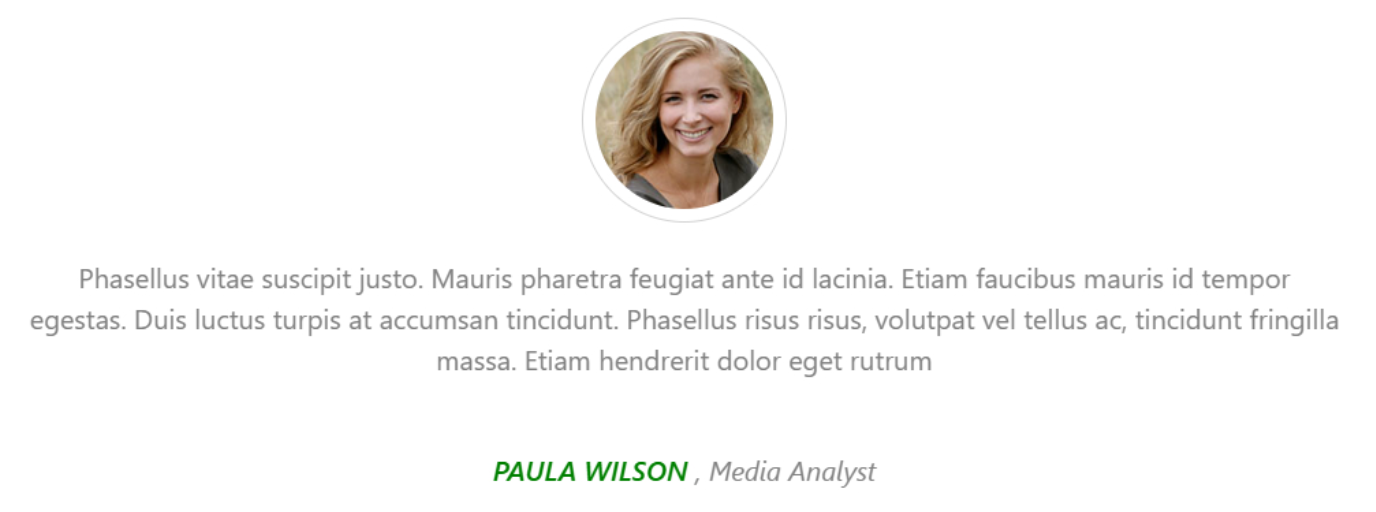 Phasellus vitae suscipit justo. Mauris pharetra feugiat ante id lacinia. Etiam faucibus mauris id tempor
egestas. Duis luctus turpis at accumsan tincidunt. Phasellus risus risus, volutpat vel tellus ac, tincidunt fringilla
massa. Etiam hendrerit dolor eget rutrum
PAULA WILSON , Media Analyst